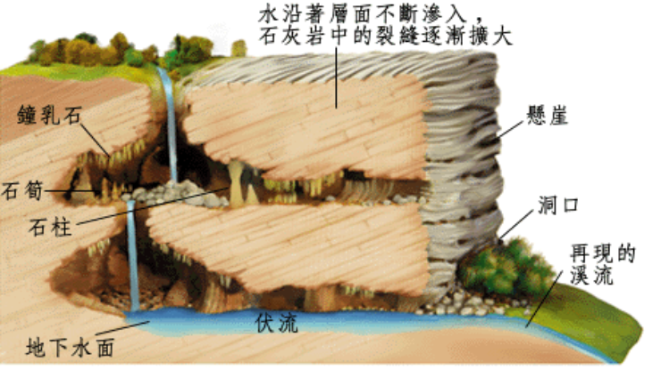 水沿著層面不斷滲入，
石灰岩中的裂縫逐漸擴大
鐘乳石
懸崖
石筍
石柱
洞口
再現的
溪流
伏流
地下水面